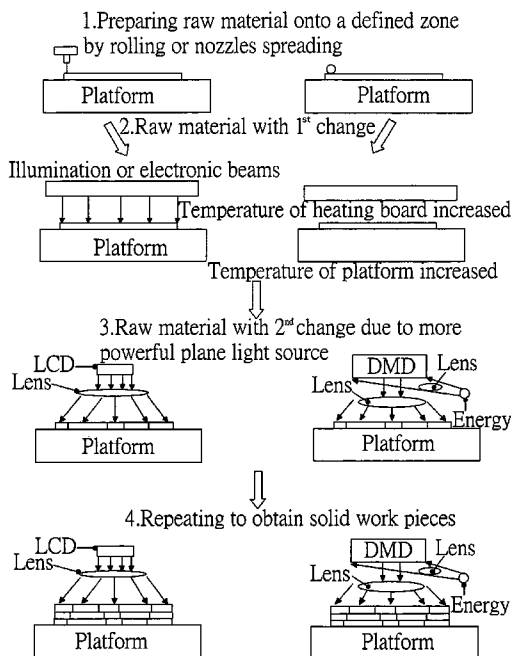 1.Preparing raw material onto a defined zone
by rolling or nozzles spreading
Platform
Platform
2.Raw material with 1st change
Illumination or electronic beams
Temperature of heating board increased
Platform
Temperature of platform increased
3.Raw material with 2nd change due to more
powerful plane light source
LCD
Lens
Platform
DMD
Lens
Lens
Energy
Platform
4.Repeating to obtain solid work pieces
LCD
Lens
Platform
DMD
Lens
Lens
Energy
Platform